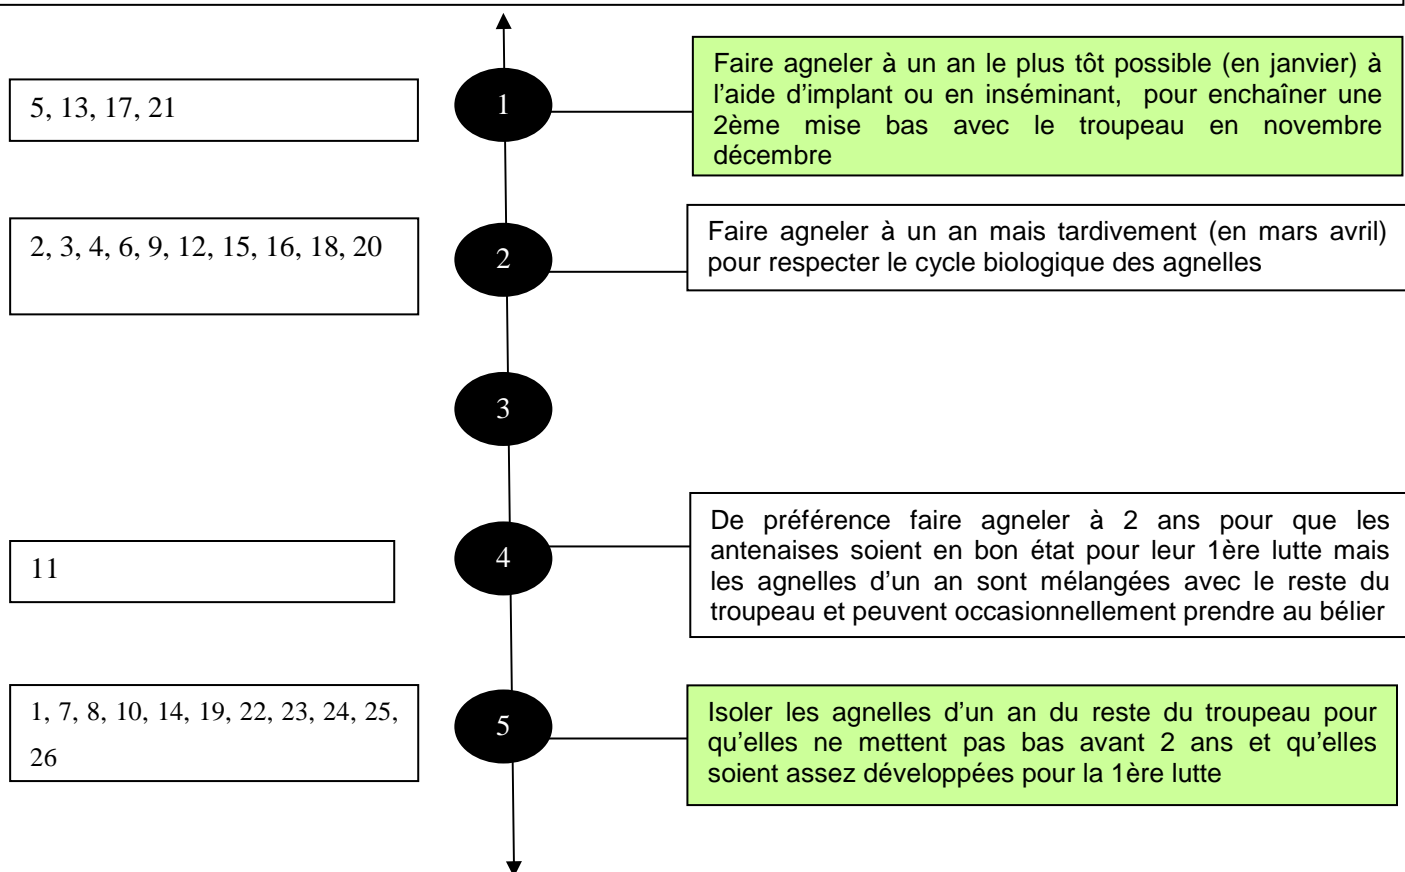 5, 13, 17, 21
1
Faire agneler à un an le plus tôt possible (en janvier) à
l’aide d’implant ou en inséminant, pour enchaîner une
2ème mise bas avec le troupeau en novembre
décembre
2, 3, 4, 6, 9, 12, 15, 16, 18, 20
2
Faire agneler à un an mais tardivement (en mars avril)
pour respecter le cycle biologique des agnelles
3
11
4
De préférence faire agneler à 2 ans pour que les
antenaises soient en bon état pour leur 1ère lutte mais
les agnelles d’un an sont mélangées avec le reste du
troupeau et peuvent occasionnellement prendre au bélier
1, 7, 8, 10, 14, 19, 22, 23, 24, 25,
26
5
Isoler les agnelles d’un an du reste du troupeau pour
qu’elles ne mettent pas bas avant 2 ans et qu’elles
soient assez développées pour la 1ère lutte